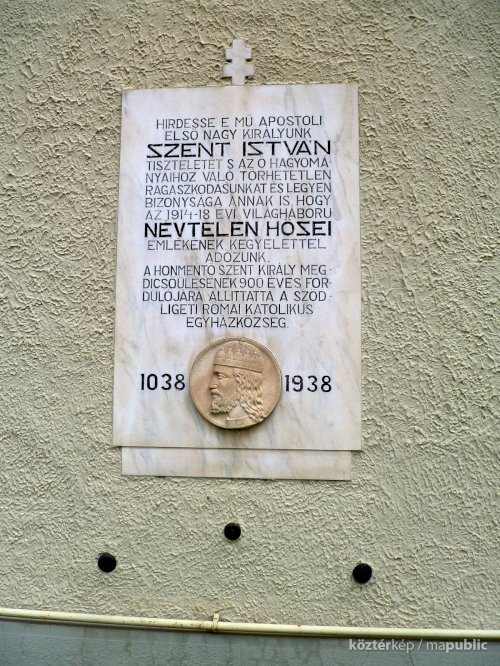 HIRDESSE E MŰ APOSTOLI
ELSŐ NAGY KIRÁLYUNK
SZENT ISTVÁN
TISZTELETÉT S AZ Ő HAGYOMÁ-
NYAIHOZ VALÓ TÖRHETETLEN
RAGASZKODÁSUNKAT ÉS LEGYEN
BIZONYSÁGA ANNAK IS, HOGY
AZ 1914-18 ÉVI VILÁGHÁBORÚ
NÉVTELEN HŐSEI
EMLÉKÉNEK KEGYELETTEL
ADÓZUNK.
A HONMENTŐ SZENT KIRÁLY MEG-
DICSŐÜLÉSÉNEK 900 ÉVES FOR-
DULÓJÁRA ÁLLÍTTATTA A SZŐD-
LIGETI RÓMAI KATOLIKUS
EGYHÁZKÖZSÉG.
1038 1938
köztérkép / mapublic